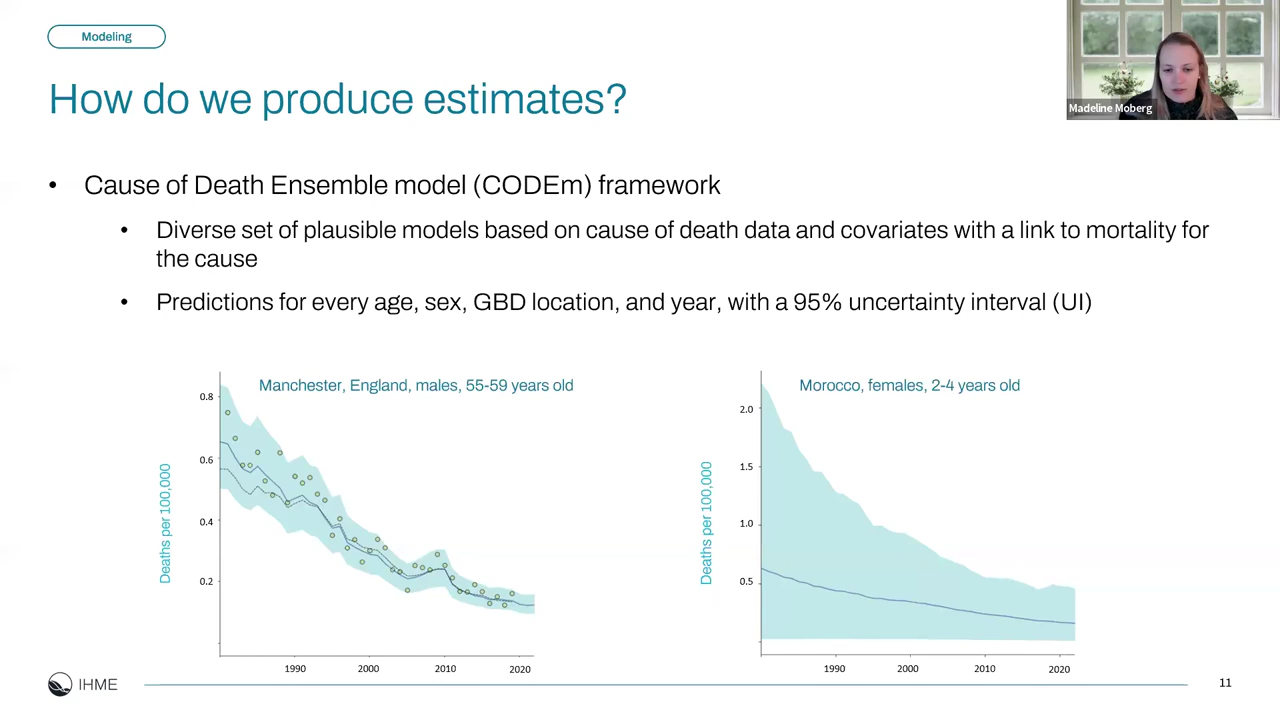 Modeling
How do we produce estimates?
Madeline Moberg
• Cause of Death Ensemble model (CODEm) framework
• Diverse set of plausible models based on cause of death data and covariates with a link to mortality for
the cause
• Predictions for every age, sex, GBD location, and year, with a 95% uncertainty interval (UI)
Manchester, England, males, 55-59 years old
Deaths per 100,000
0.8
0.6
0.4
0.2
1990 2000 2010 2020
Morocco, females, 2-4 years old
Deaths per 100,000
2.0
1.5
1.0
0.5
1990 2000 2010 2020
IHME
11